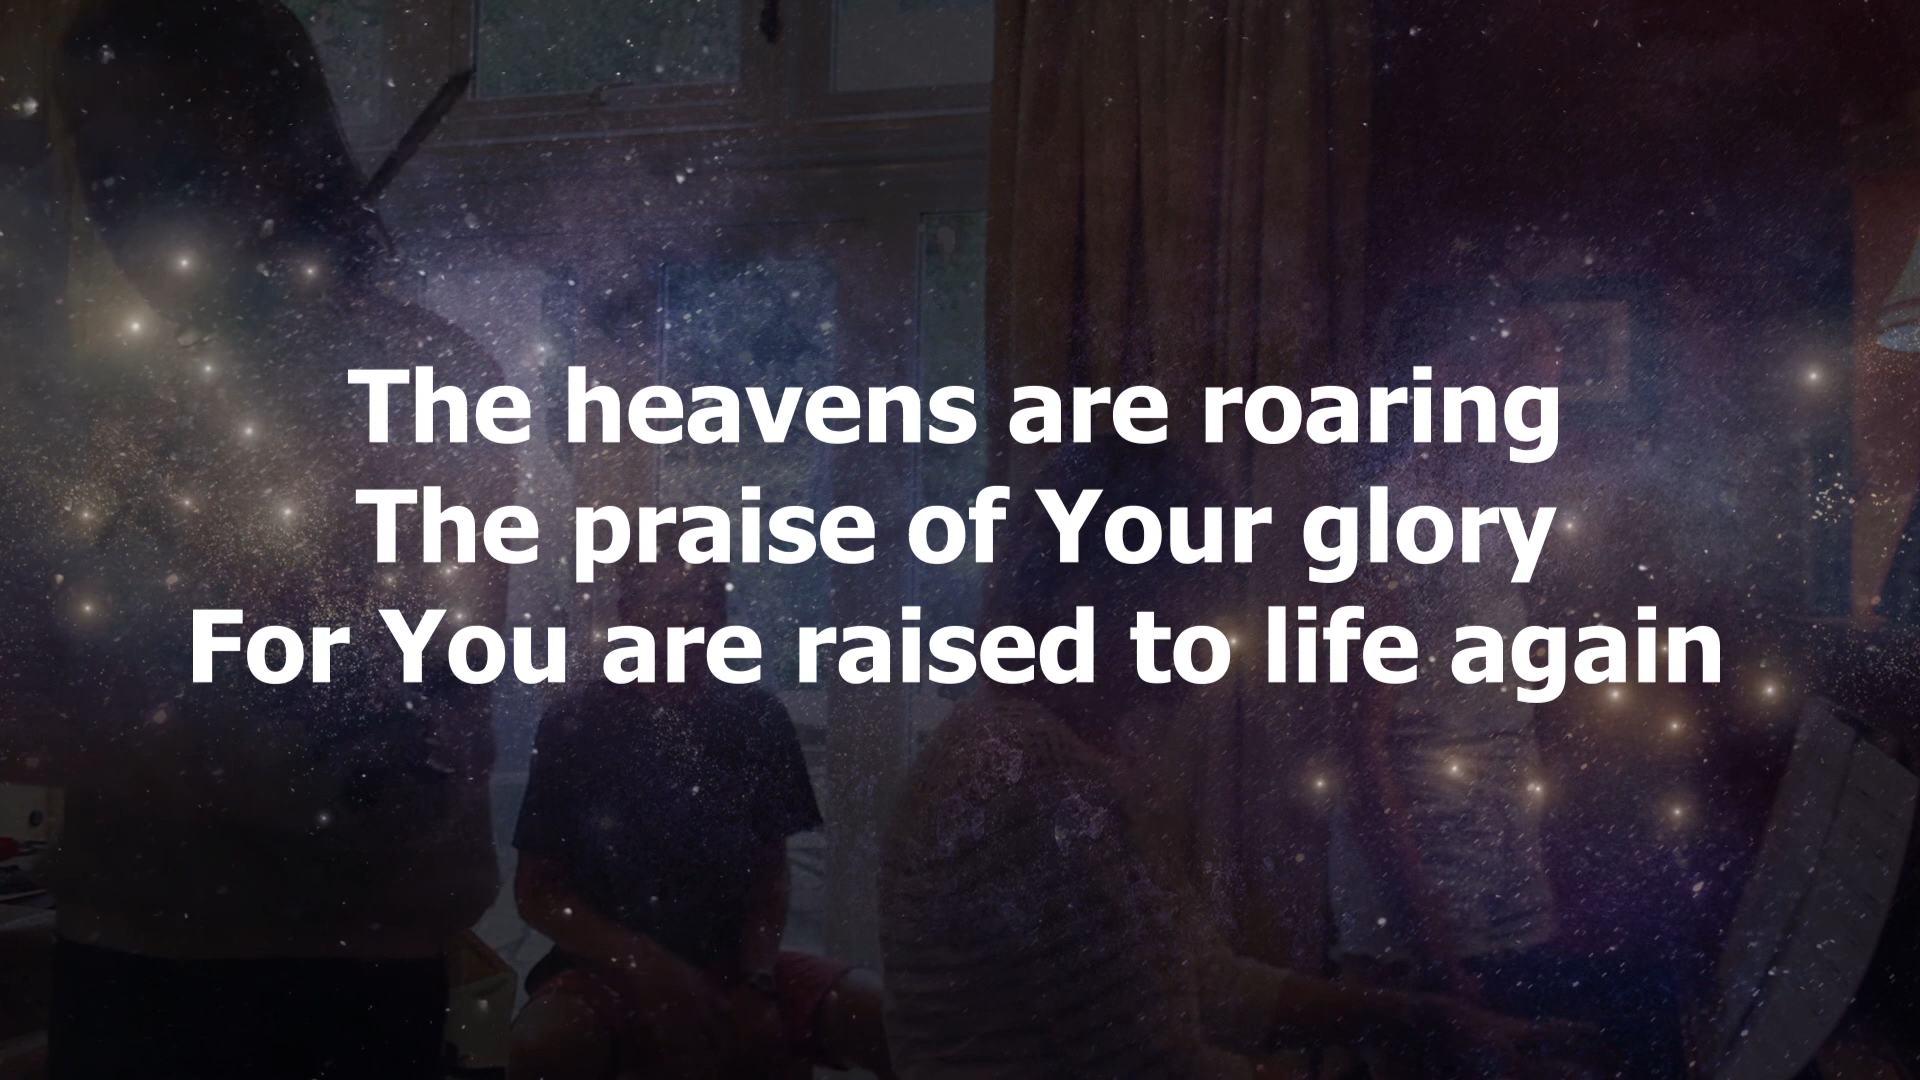 The heavens are roaring
The praise of Your glory
For You are raised to life again